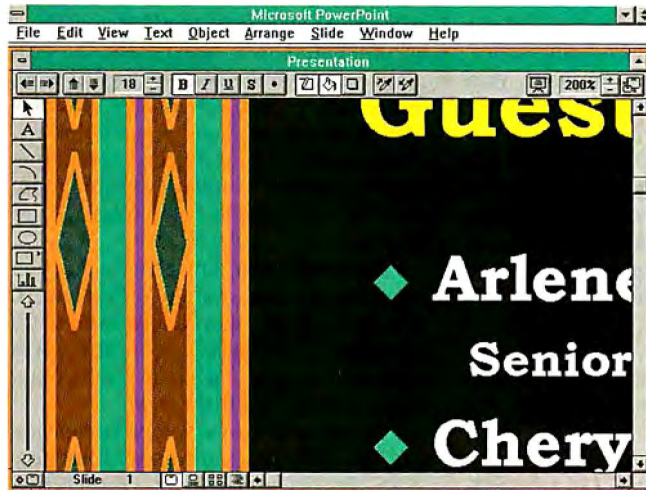 Microsoft PowerPoint
File Edit View Text Object Arrange Slide Window Help
Presentation
18 B I U S 200%
A
Guest
Arlene
Senior
Chery
Slide 1